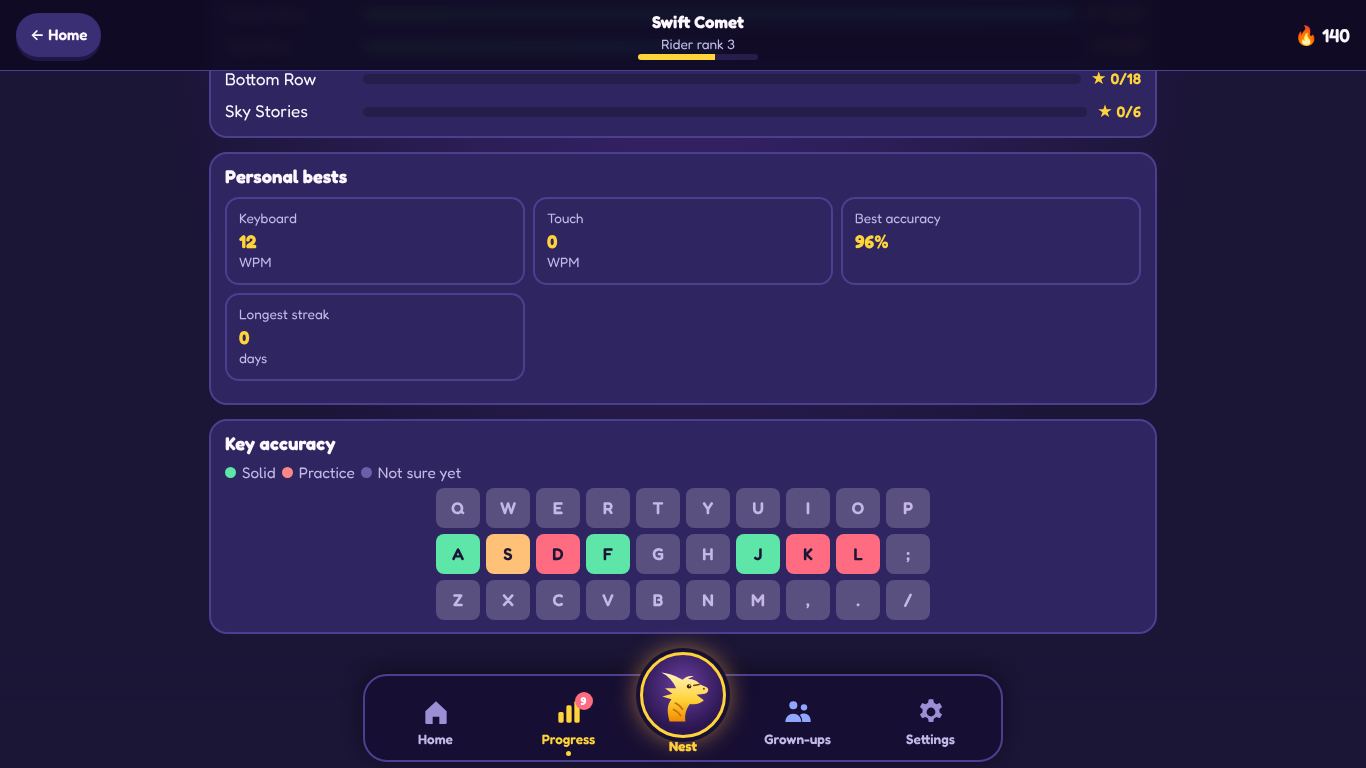 ← Home
Swift Comet
Rider rank 3
🔥 140
Bottom Row ★ 0/18
Sky Stories ★ 0/6
Personal bests
Keyboard
12
WPM
Touch
0
WPM
Best accuracy
96%
Longest streak
0
days
Key accuracy
Solid Practice Not sure yet
Q W E R T Y U I O P
A S D F G H J K L ;
Z X C V B N M , . /
Home
Progress 9
Nest
Grown-ups
Settings